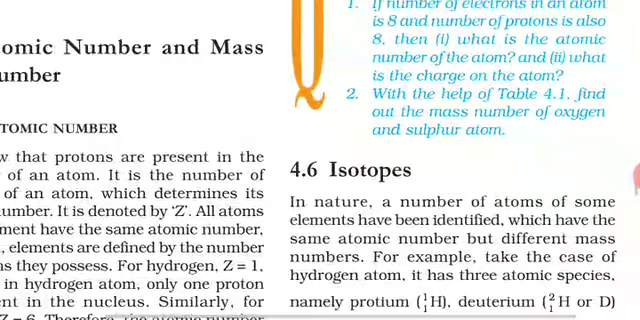 omic Number and Mass
umber
TOMIC NUMBER
w that protons are present in the
of an atom. It is the number of
of an atom, which determines its
number. It is denoted by ‘Z’. All atoms
ment have the same atomic number,
, elements are defined by the number
ns they possess. For hydrogen, Z = 1,
in hydrogen atom, only one proton
ent in the nucleus. Similarly, for
Z = 6. Therefore, the atomic number
Q
1. If number of electrons in an atom
is 8 and number of protons is also
8, then (i) what is the atomic
number of the atom? and (ii) what
is the charge on the atom?
2. With the help of Table 4.1, find
out the mass number of oxygen
and sulphur atom.
4.6 Isotopes
In nature, a number of atoms of some
elements have been identified, which have the
same atomic number but different mass
numbers. For example, take the case of
hydrogen atom, it has three atomic species,
namely protium (¹₁H), deuterium (²₁H or D)